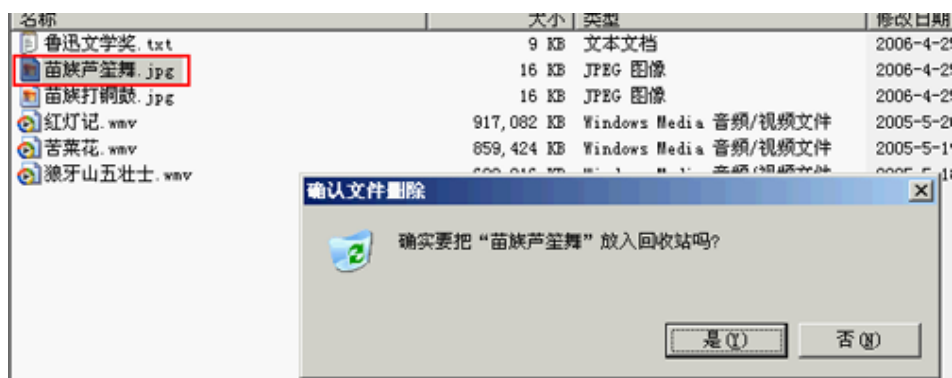 名称 大小 类型 修改日期
鲁迅文学奖.txt 9 KB 文本文档 2006-4-2
苗族芦笙舞.jpg 16 KB JPEG 图像 2006-4-2
苗族打铜鼓.jpg 16 KB JPEG 图像 2006-4-2
红灯记.wmv 917,082 KB Windows Media 音频/视频文件 2005-5-2
苦菜花.wmv 859,424 KB Windows Media 音频/视频文件 2005-5-1
狼牙山五壮士.wmv
确认文件删除
确实要把“苗族芦笙舞”放入回收站吗?
是(Y) 否(N)